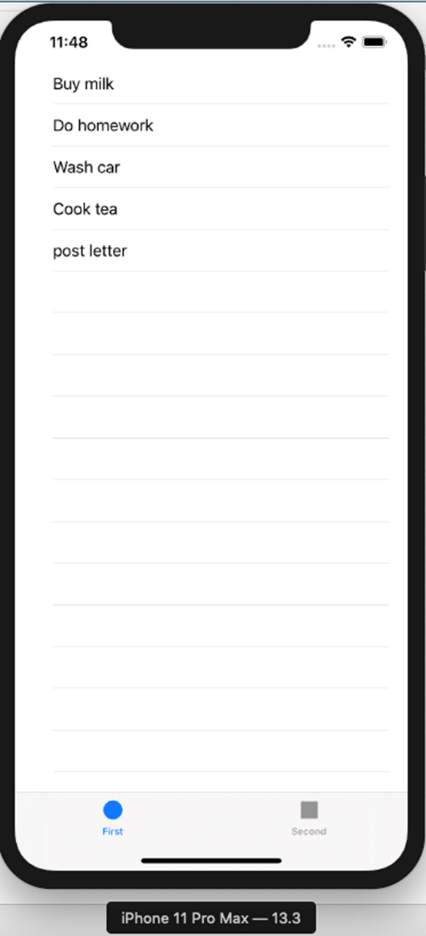 11:48
Buy milk
Do homework
Wash car
Cook tea
post letter
First
Second
iPhone 11 Pro Max — 13.3